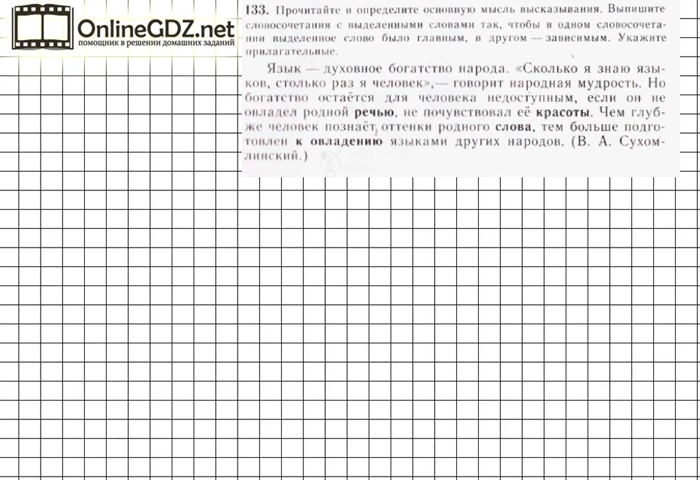 OnlineGDZ.net
помощник в решении домашних заданий
133. Прочитайте и определите основную мысль высказывания. Выпишите
словосочетания с выделенными словами так, чтобы в одном словосочета-
нии выделенное слово было главным, в другом — зависимым. Укажите
прилагательные.
Язык — духовное богатство народа. «Сколько я знаю язы-
ков, столько раз я человек»,— говорит народная мудрость. Но
богатство остаётся для человека недоступным, если он не
овладел родной речью, не почувствовал её красоты. Чем глуб-
же человек познаёт оттенки родного слова, тем больше подго-
товлен к овладению языками других народов. (В. А. Сухом-
линский.)